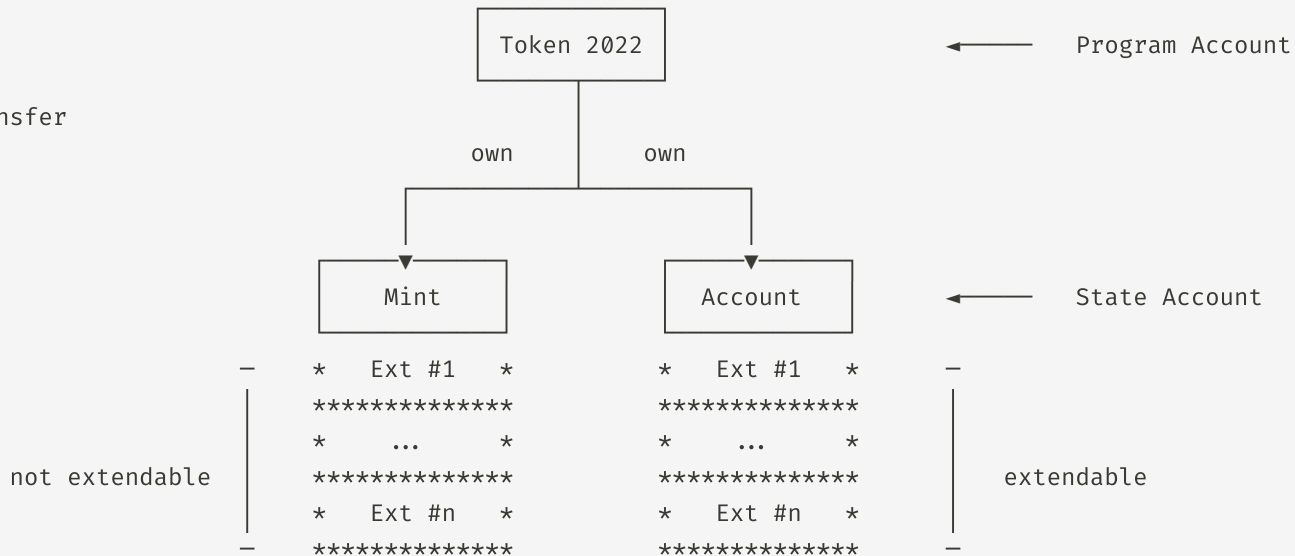 Token 2022 Program Account
nsfer
own own
Mint Account State Account
* Ext #1 * * Ext #1 *
************** **************
* ... * * ... *
not extendable ************** ************** extendable
* Ext #n * * Ext #n *
************** **************